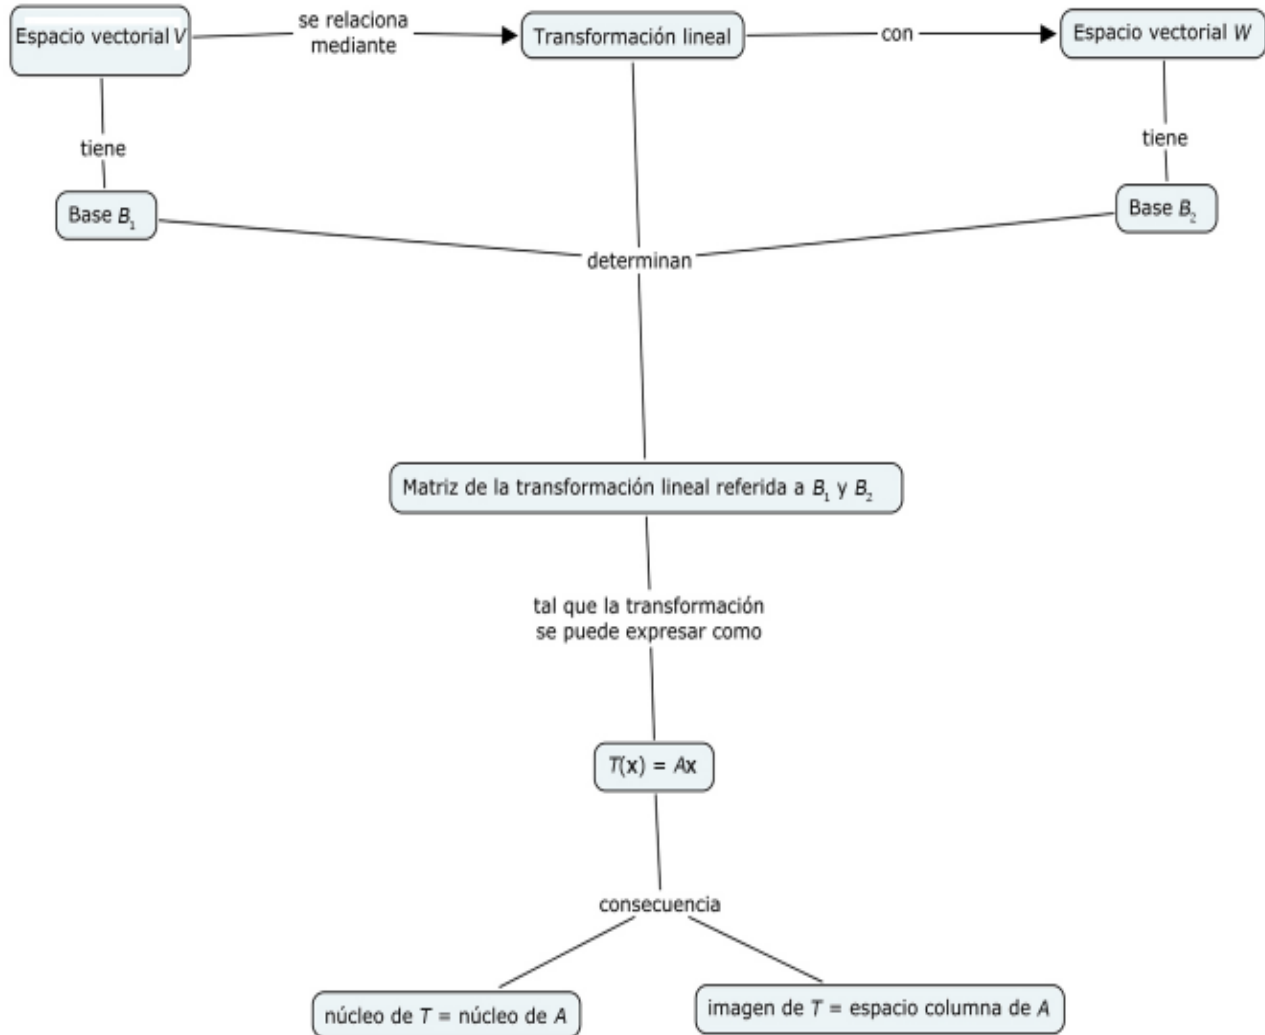 Espacio vectorial V
se relaciona
mediante
Transformación lineal
con
Espacio vectorial W
tiene
tiene
Base B₁
Base B₂
determinan
Matriz de la transformación lineal referida a B₁ y B₂
tal que la transformación
se puede expresar como
T(x) = Ax
consecuencia
núcleo de T = núcleo de A
imagen de T = espacio columna de A